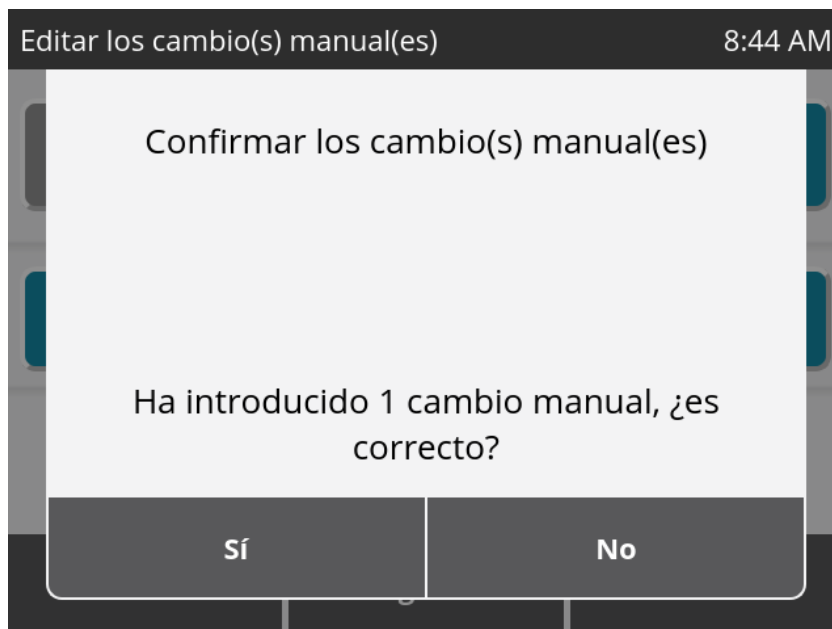 Editar los cambio(s) manual(es) 8:44 AM
Confirmar los cambio(s) manual(es)
Ha introducido 1 cambio manual, ¿es
correcto?
Sí No